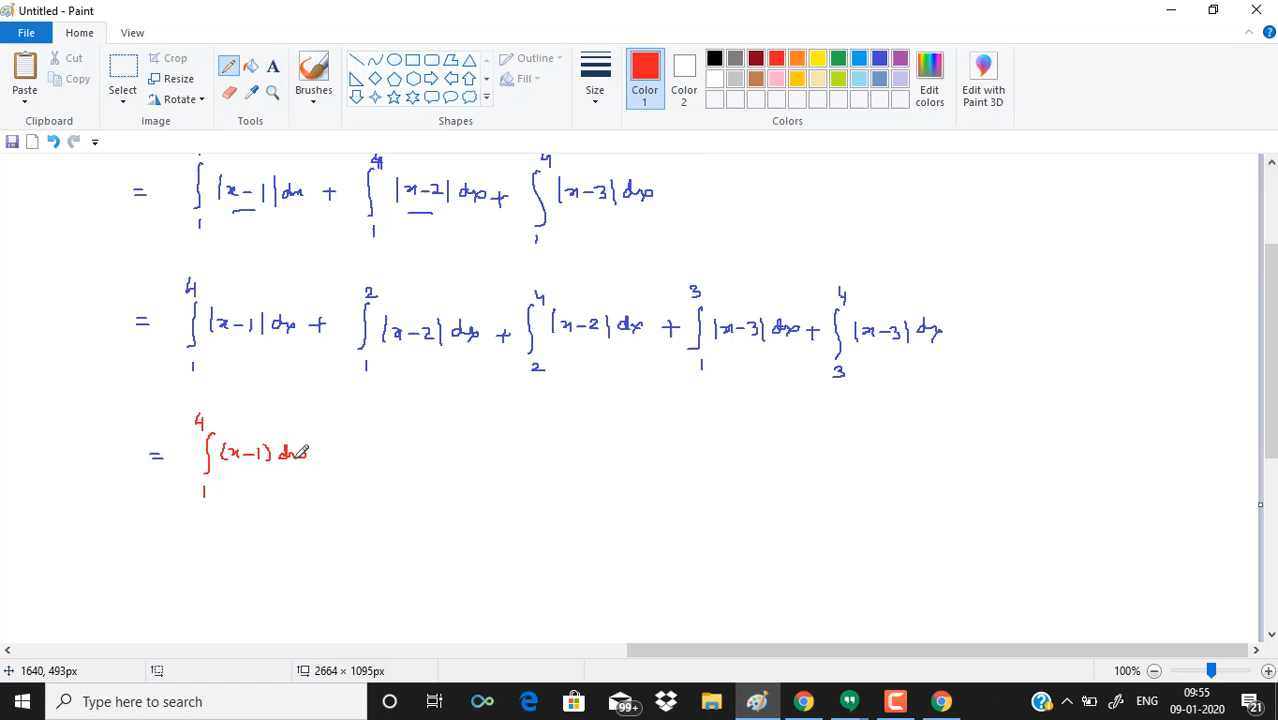 Untitled - Paint
File Home View
Paste Cut Copy Clipboard
Select Crop Resize Rotate Image
Tools
Brushes
Outline Fill Shapes
Size
Color 1 Color 2 Edit colors Edit with Paint 3D Colors
= ∫₁ |x-1| dx + ∫₁⁴ |x-2| dx + ∫₁⁴ |x-3| dx
= ∫₁⁴ |x-1| dx + ∫₁² |x-2| dx + ∫₂⁴ |x-2| dx + ∫₁³ |x-3| dx + ∫₃⁴ |x-3| dx
= ∫₁⁴ (x-1) dx
1640, 493px 2664 × 1095px 100%
Type here to search 99+ ENG 09:55
09-01-2020 21